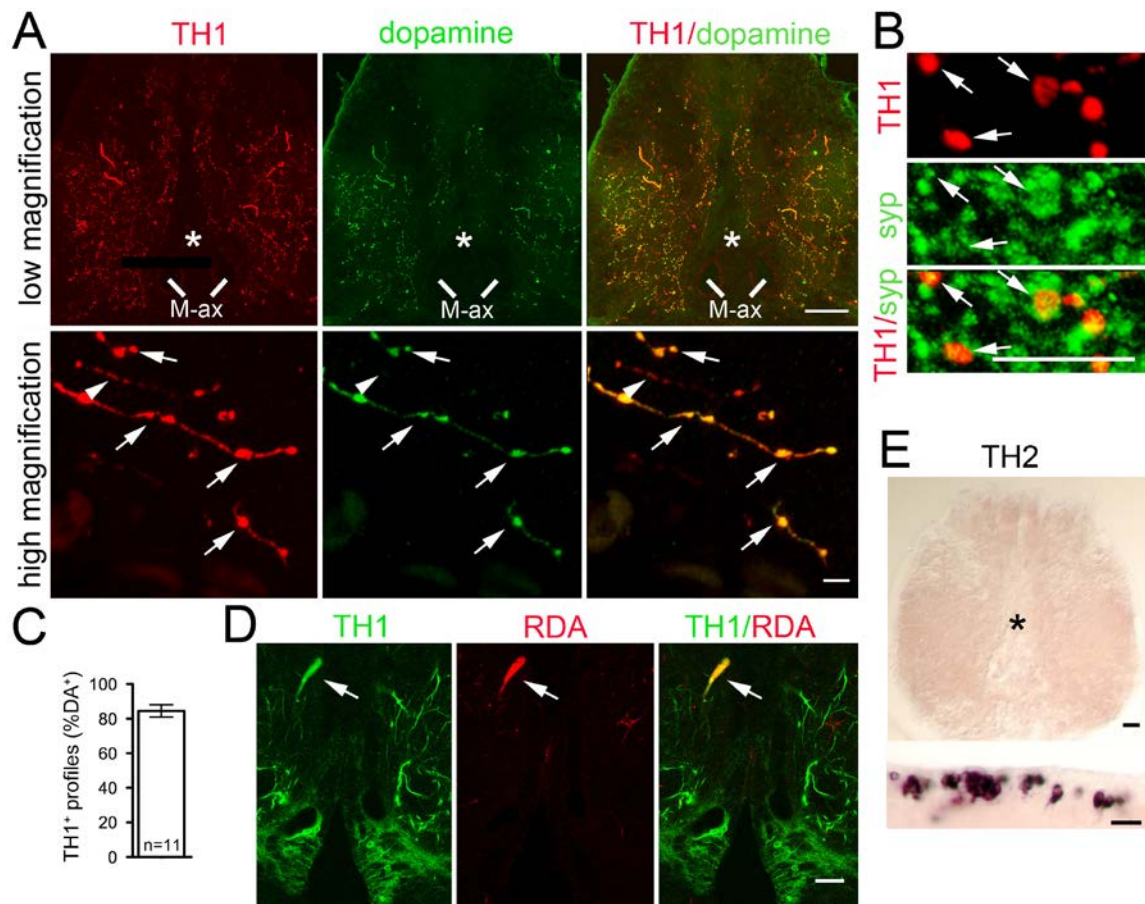 A
TH1
dopamine
TH1/dopamine
low magnification
*
M-ax
*
M-ax
*
M-ax
high magnification
B
TH1
syp
TH1/syp
C
TH1⁺ profiles (%DA⁺)
100
80
60
40
20
0
n=11
D
TH1
RDA
TH1/RDA
E
TH2
*